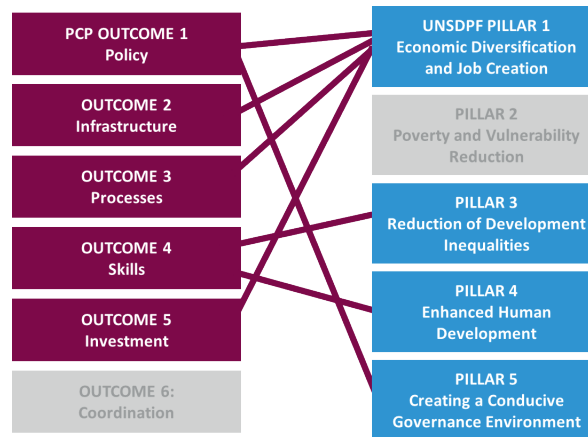 PCP OUTCOME 1
Policy
OUTCOME 2
Infrastructure
OUTCOME 3
Processes
OUTCOME 4
Skills
OUTCOME 5
Investment
OUTCOME 6:
Coordination
UNSDPF PILLAR 1
Economic Diversification
and Job Creation
PILLAR 2
Poverty and Vulnerability
Reduction
PILLAR 3
Reduction of Development
Inequalities
PILLAR 4
Enhanced Human
Development
PILLAR 5
Creating a Conducive
Governance Environment